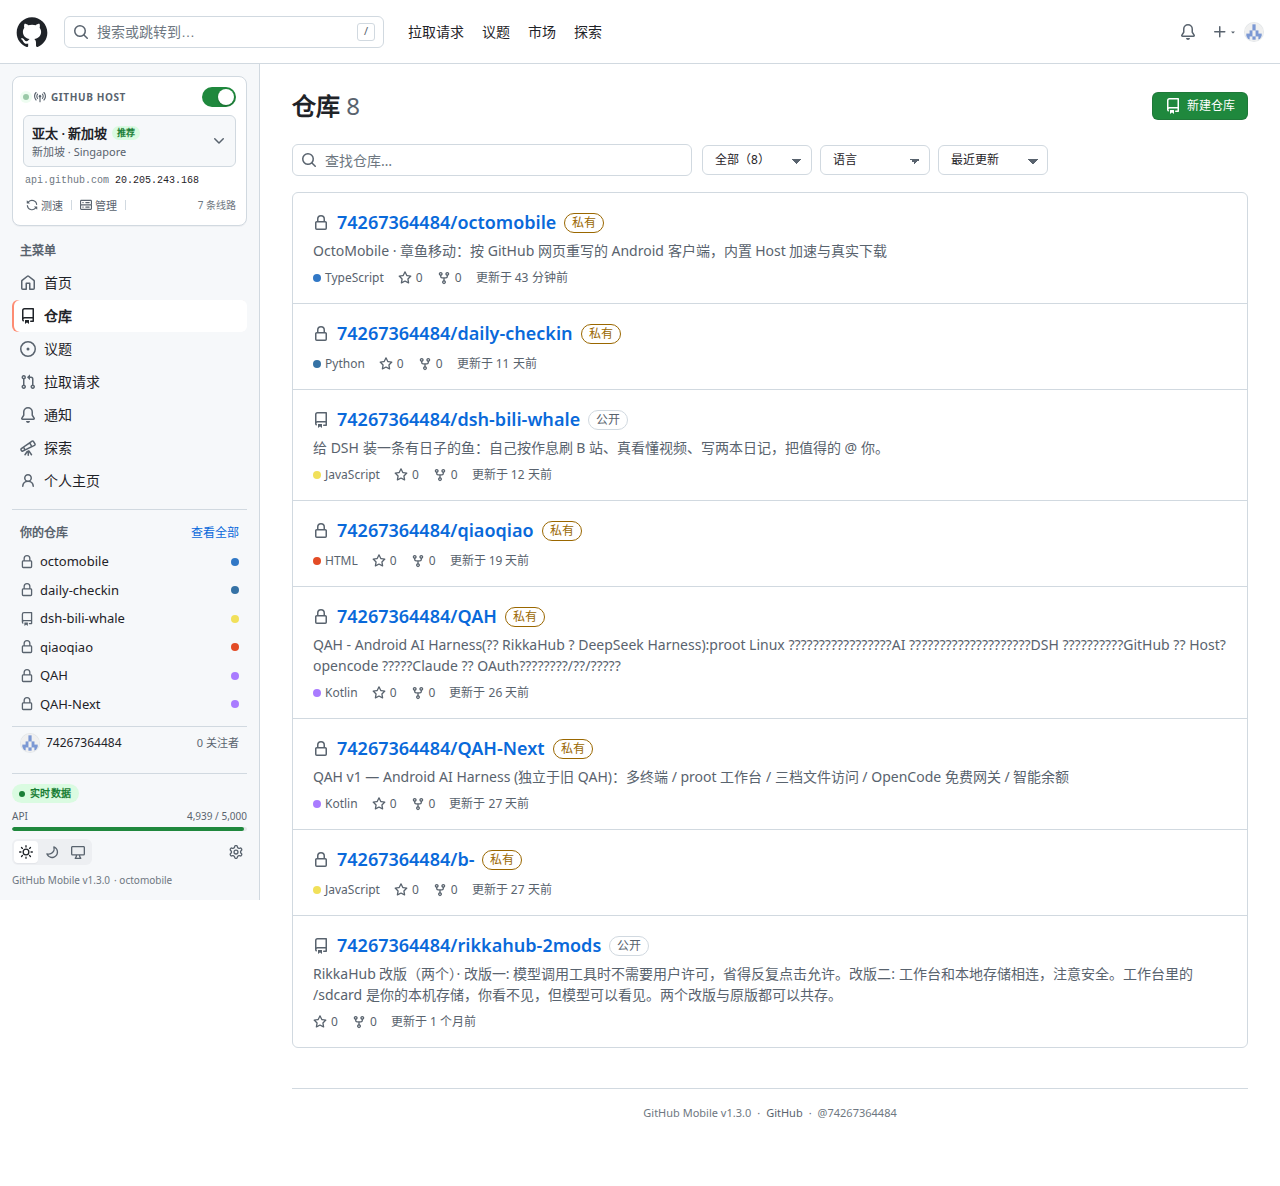 搜索或跳转到… /
拉取请求 议题 市场 探索
GITHUB HOST
亚太 · 新加坡 推荐
新加坡 · Singapore
api.github.com 20.205.243.168
测速 管理 7 条线路
主菜单
首页
仓库
议题
拉取请求
通知
探索
个人主页
你的仓库 查看全部
octomobile
daily-checkin
dsh-bili-whale
qiaoqiao
QAH
QAH-Next
74267364484 0 关注者
实时数据
API 4,939 / 5,000
GitHub Mobile v1.3.0 · octomobile
仓库 8
新建仓库
查找仓库...
全部（8） 语言 最近更新
74267364484/octomobile 私有
OctoMobile · 章鱼移动：按 GitHub 网页重写的 Android 客户端，内置 Host 加速与真实下载
TypeScript 0 0 更新于 43 分钟前
74267364484/daily-checkin 私有
Python 0 0 更新于 11 天前
74267364484/dsh-bili-whale 公开
给 DSH 装一条有日子的鱼：自己按作息刷 B 站、真看懂视频、写两本日记，把值得的 @ 你。
JavaScript 0 0 更新于 12 天前
74267364484/qiaoqiao 私有
HTML 0 0 更新于 19 天前
74267364484/QAH 私有
QAH - Android AI Harness(?? RikkaHub ? DeepSeek Harness):proot Linux ?????????????????AI ????????????????????DSH ??????????GitHub ?? Host?
opencode ?????Claude ?? OAuth????????/??/?????
Kotlin 0 0 更新于 26 天前
74267364484/QAH-Next 私有
QAH v1 — Android AI Harness (独立于旧 QAH)：多终端 / proot 工作台 / 三档文件访问 / OpenCode 免费网关 / 智能余额
Kotlin 0 0 更新于 27 天前
74267364484/b- 私有
JavaScript 0 0 更新于 27 天前
74267364484/rikkahub-2mods 公开
RikkaHub 改版（两个）· 改版一: 模型调用工具时不需要用户许可，省得反复点击允许。改版二: 工作台和本地存储相连，注意安全。工作台里的
/sdcard 是你的本机存储，你看不见，但模型可以看见。两个改版与原版都可以共存。
0 0 更新于 1 个月前
GitHub Mobile v1.3.0 · GitHub · @74267364484